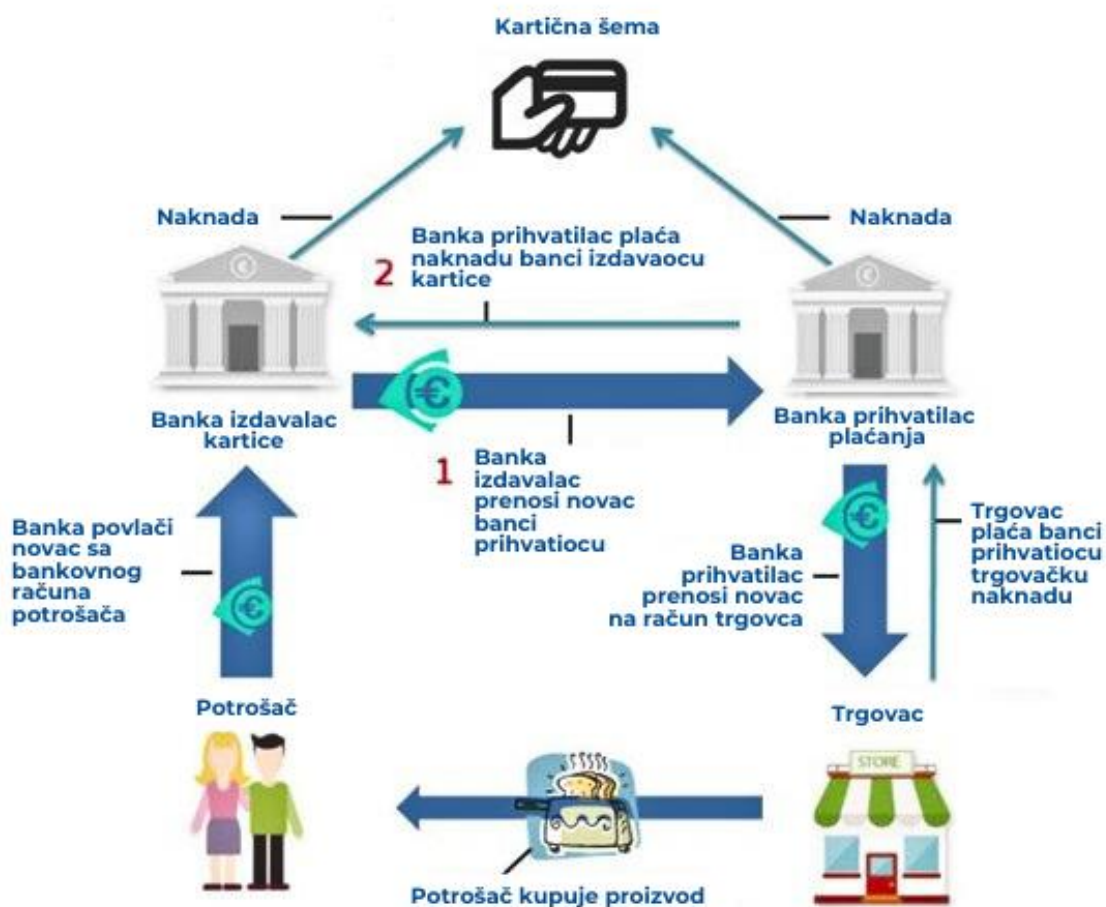 Kartična šema
Naknada
Naknada
2
Banka prihvatilac plaća
naknadu banci izdavaocu
kartice
Banka izdavalac
kartice
Banka prihvatilac
plaćanja
1
Banka
izdavalac
prenosi novac
banci
prihvatiocu
Banka povlači
novac sa
bankovnog
računa
potrošača
Banka
prihvatilac
prenosi novac
na račun trgovca
Trgovac
plaća banci
prihvatiocu
trgovačku
naknadu
Potrošač
Trgovac
STORE
Potrošač kupuje proizvod